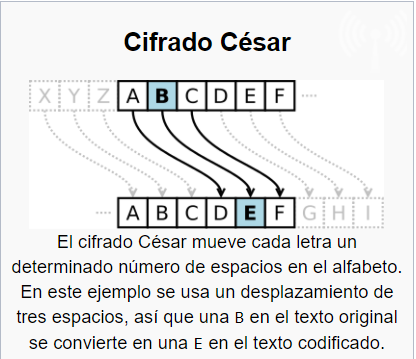 Cifrado César
X Y Z A B C D E F ....
.... A B C D E F G H I
El cifrado César mueve cada letra un
determinado número de espacios en el alfabeto.
En este ejemplo se usa un desplazamiento de
tres espacios, así que una B en el texto original
se convierte en una E en el texto codificado.